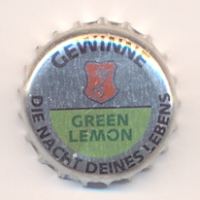 GEWINNE
GREEN
LEMON
DIE NACHT DEINES LEBENS